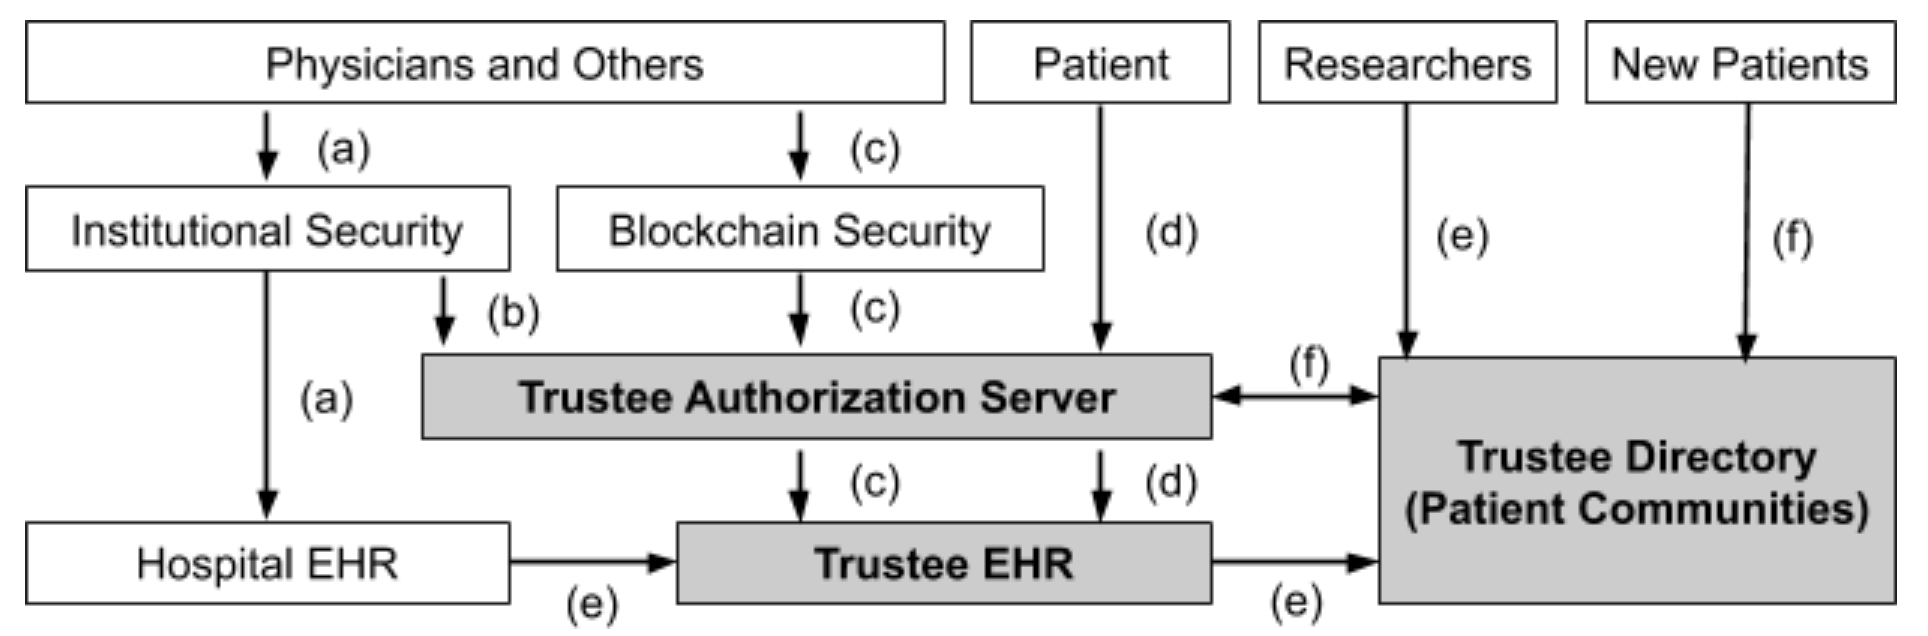 Physicians and Others
Patient
Researchers
New Patients
(a)
(c)
Institutional Security
Blockchain Security
(d)
(e)
(f)
(b)
(c)
(a)
Trustee Authorization Server
(f)
Trustee Directory
(Patient Communities)
(c)
(d)
Hospital EHR
(e)
Trustee EHR
(e)